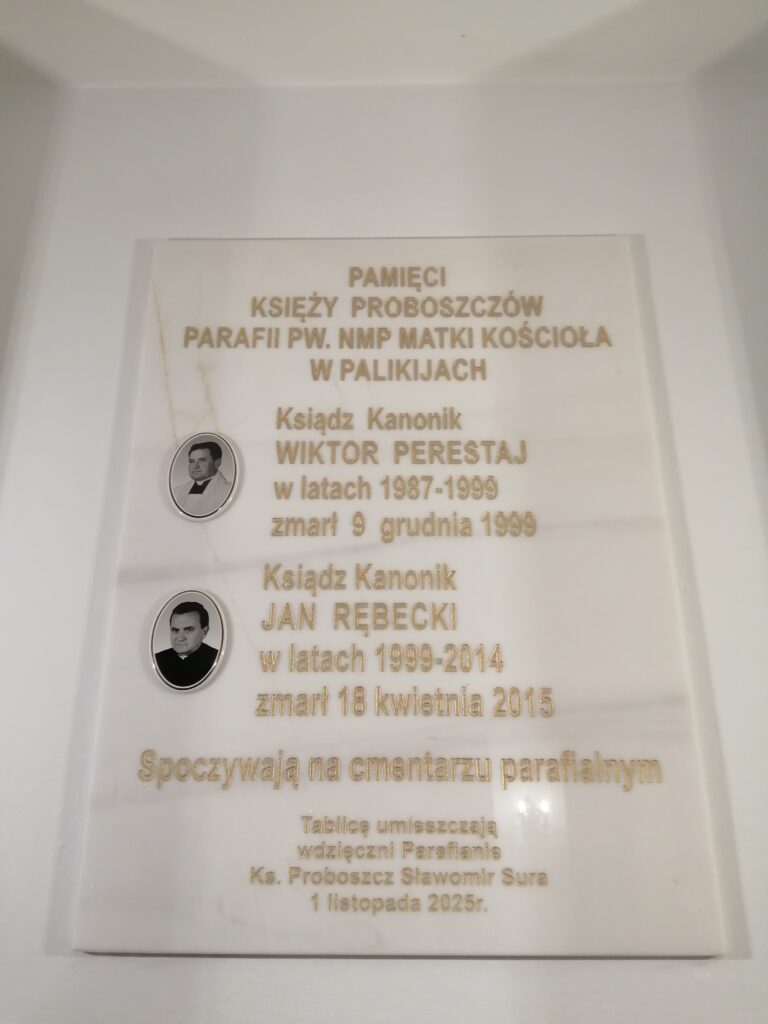 PAMIĘCI
KSIĘŻY PROBOSZCZÓW
PARAFII PW. NMP MATKI KOŚCIOŁA
W PALIKIJACH
Ksiądz Kanonik
WIKTOR PERESTAJ
w latach 1987-1999
zmarł 9 grudnia 1999
Ksiądz Kanonik
JAN RĘBECKI
w latach 1999-2014
zmarł 18 kwietnia 2015
Spoczywają na cmentarzu parafialnym
Tablicę umieszczają
wdzięczni Parafianie
Ks. Proboszcz Sławomir Sura
1 listopada 2025r.